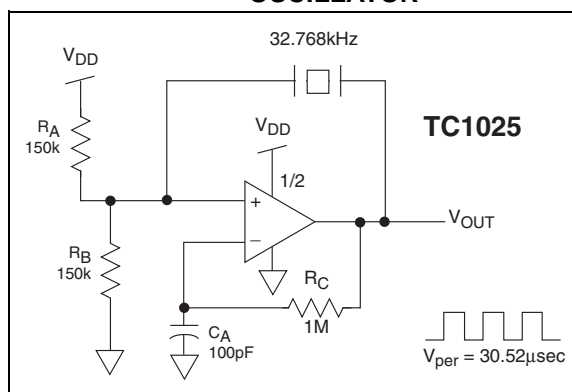 OSCILLATOR
32.768kHz
VDD
RA
150k
VDD
TC1025
1/2
+
VOUT
–
RB
150k
RC
1M
CA
100pF
Vper = 30.52µsec